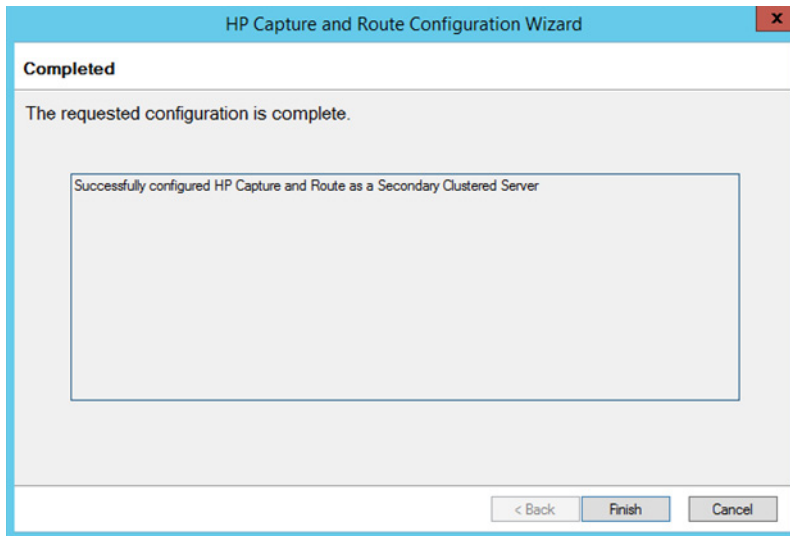 HP Capture and Route Configuration Wizard
x
Completed
The requested configuration is complete.
Successfully configured HP Capture and Route as a Secondary Clustered Server
< Back
Finish
Cancel